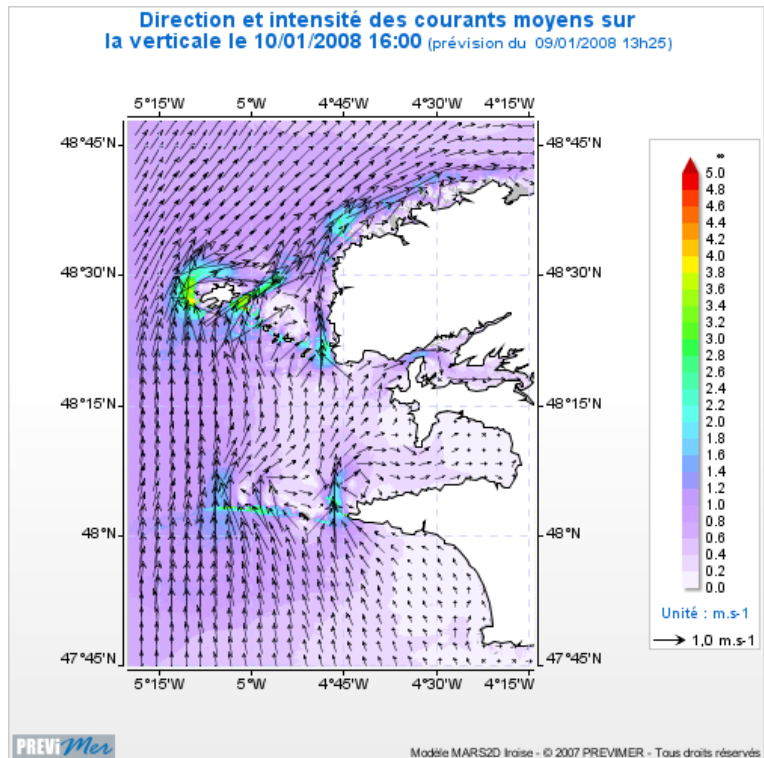 Direction et intensité des courants moyens sur
la verticale le 10/01/2008 16:00 (prévision du 09/01/2008 13h25)
5°15'W 5°W 4°45'W 4°30'W 4°15'W
48°45'N 48°45'N
48°30'N 48°30'N
48°15'N 48°15'N
48°N 48°N
47°45'N 47°45'N
5°15'W 5°W 4°45'W 4°30'W 4°15'W
∞
5.0
4.8
4.6
4.4
4.2
4.0
3.8
3.6
3.4
3.2
3.0
2.8
2.6
2.4
2.2
2.0
1.8
1.6
1.4
1.2
1.0
0.8
0.6
0.4
0.2
0.0
Unité : m.s-1
1,0 m.s-1
PREViMer
Modèle MARS2D Iroise - © 2007 PREVIMER - Tous droits réservés